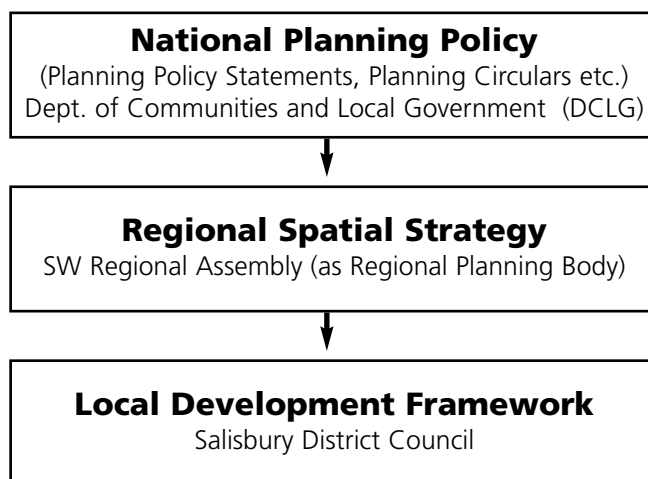 National Planning Policy
(Planning Policy Statements, Planning Circulars etc.)
Dept. of Communities and Local Government (DCLG)
Regional Spatial Strategy
SW Regional Assembly (as Regional Planning Body)
Local Development Framework
Salisbury District Council